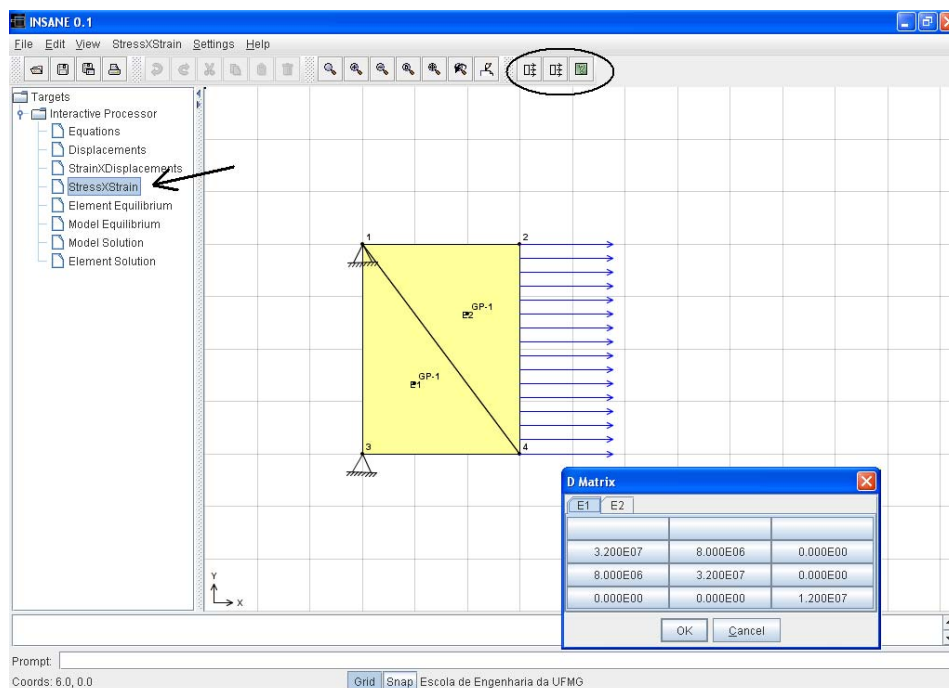 INSANE 0.1
File Edit View StressXStrain Settings Help
Targets
Interactive Processor
Equations
Displacements
StrainXDisplacements
StressXStrain
Element Equilibrium
Model Equilibrium
Model Solution
Element Solution
1
2
GP-1
E2
GP-1
E1
3
4
Y
X
D Matrix
E1 E2
3.200E07 8.000E06 0.000E00
8.000E06 3.200E07 0.000E00
0.000E00 0.000E00 1.200E07
OK Cancel
Prompt:
Coords: 6.0, 0.0 Grid Snap Escola de Engenharia da UFMG